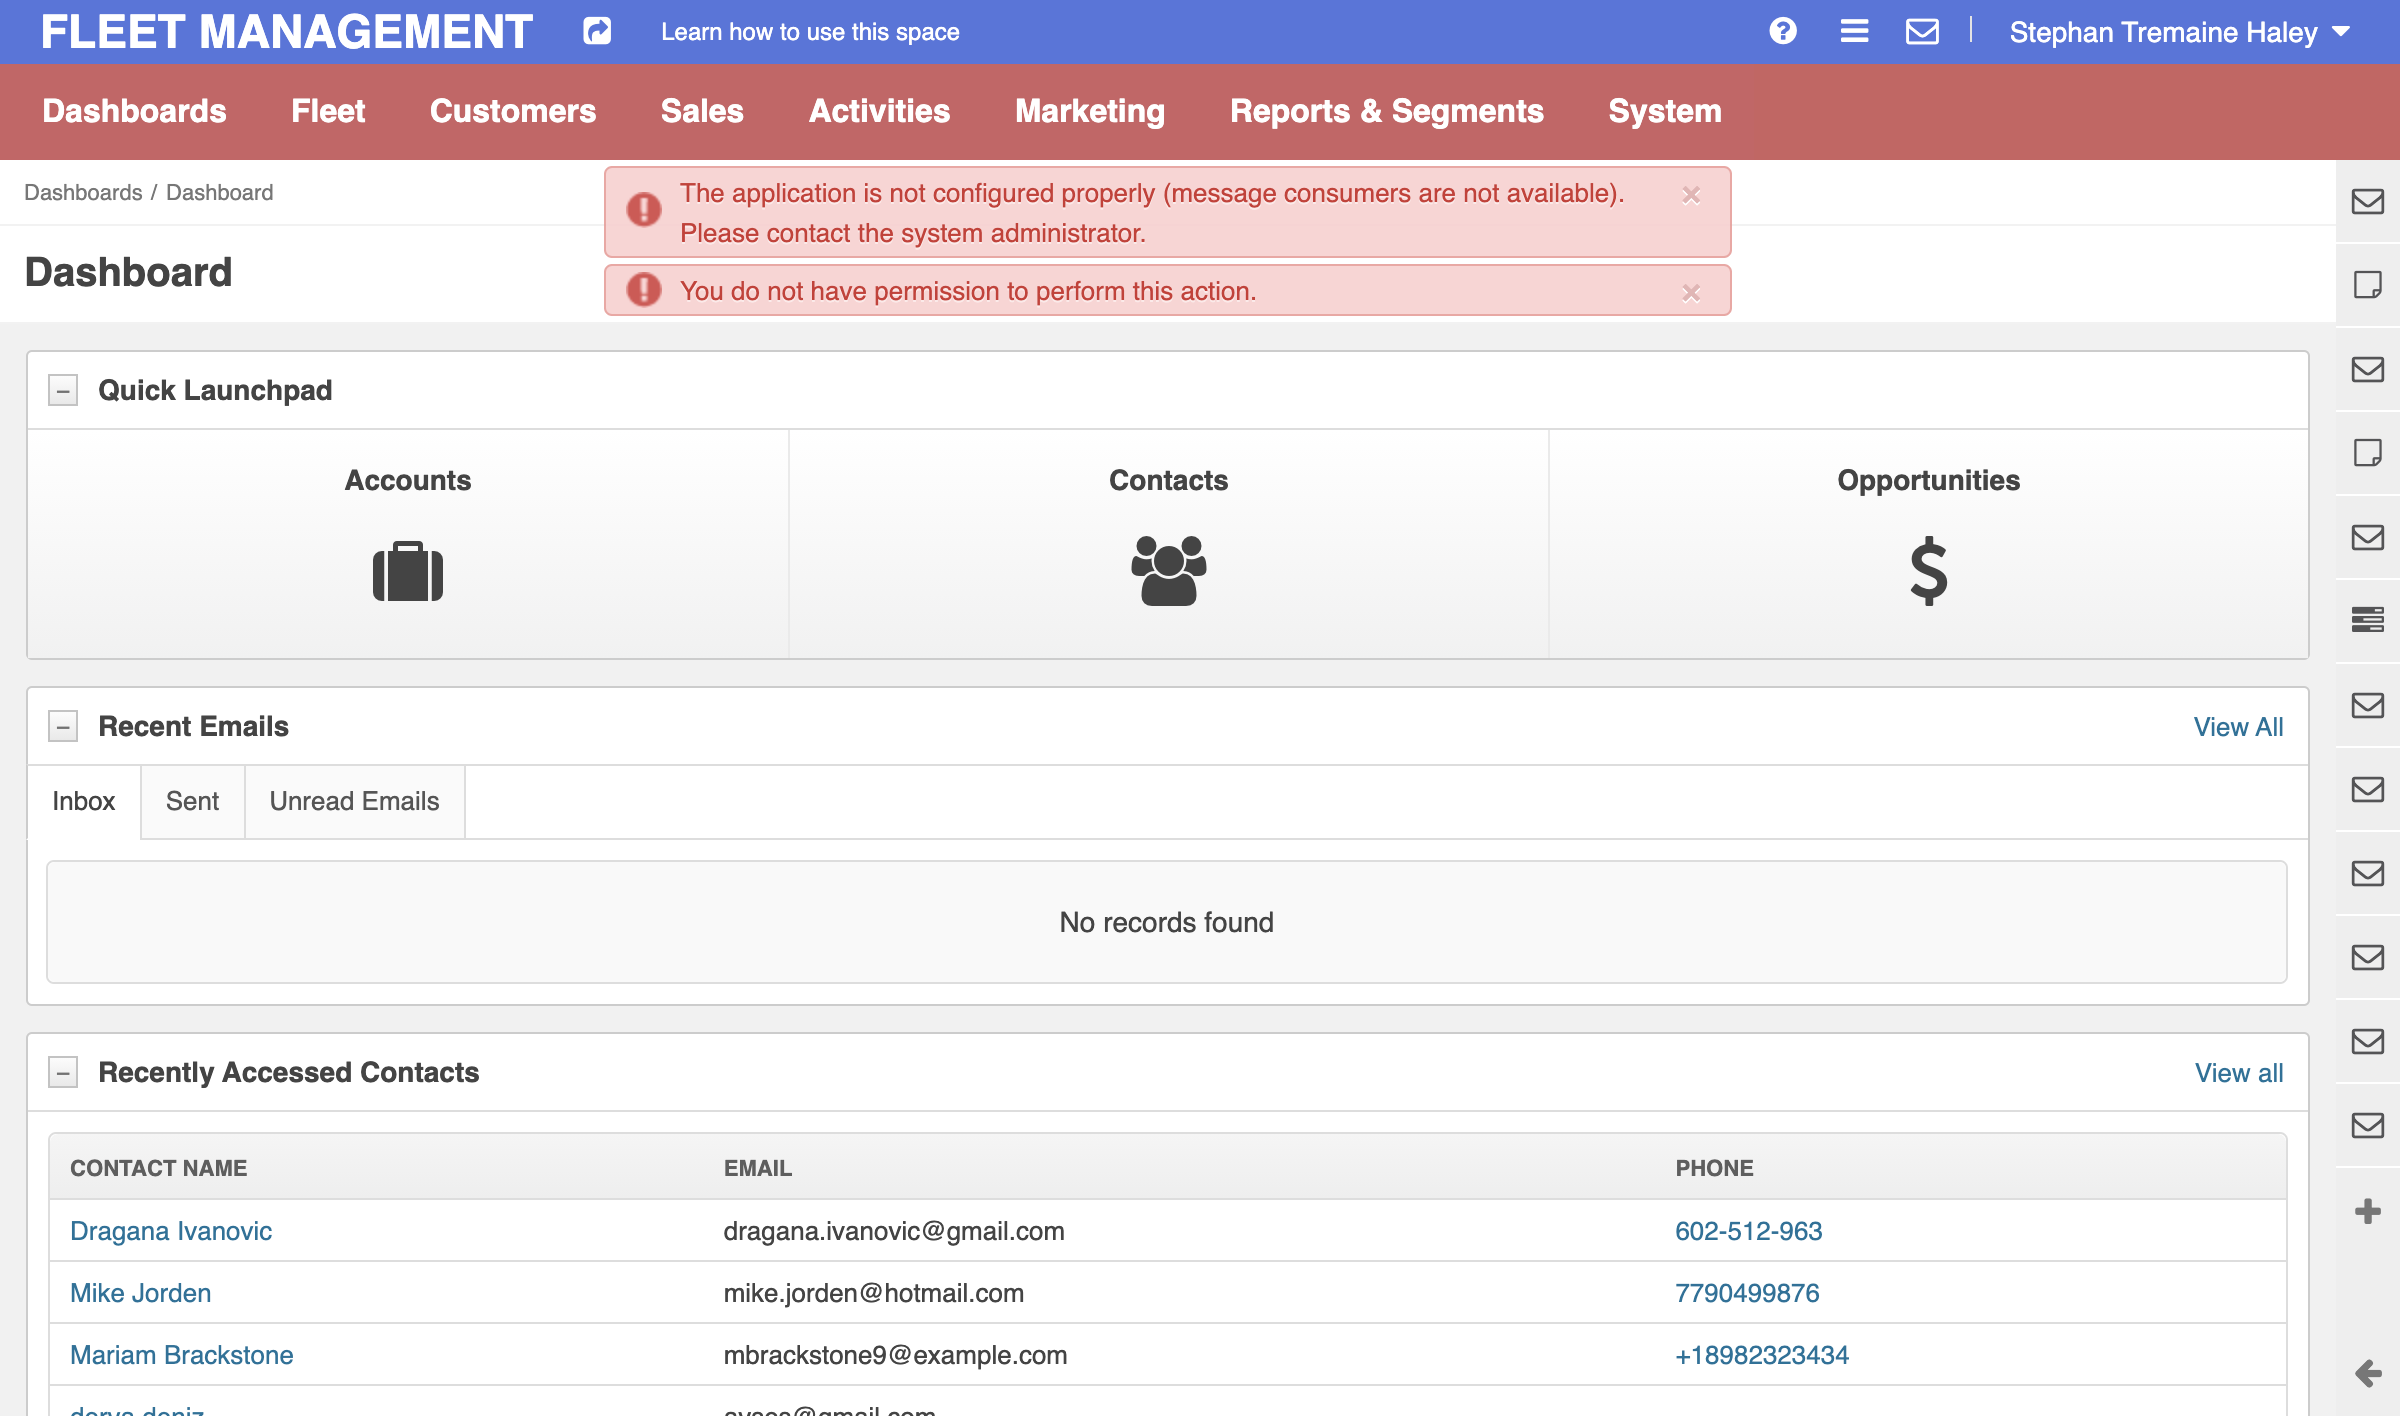 FLEET MANAGEMENT
Learn how to use this space
Stephan Tremaine Haley
Dashboards Fleet Customers Sales Activities Marketing Reports & Segments System
Dashboards / Dashboard
The application is not configured properly (message consumers are not available).
Please contact the system administrator.
You do not have permission to perform this action.
Dashboard
Quick Launchpad
Accounts
Contacts
Opportunities
Recent Emails
View All
Inbox Sent Unread Emails
No records found
Recently Accessed Contacts
View all
CONTACT NAME EMAIL PHONE
Dragana Ivanovic dragana.ivanovic@gmail.com 602-512-963
Mike Jorden mike.jorden@hotmail.com 7790499876
Mariam Brackstone mbrackstone9@example.com +18982323434